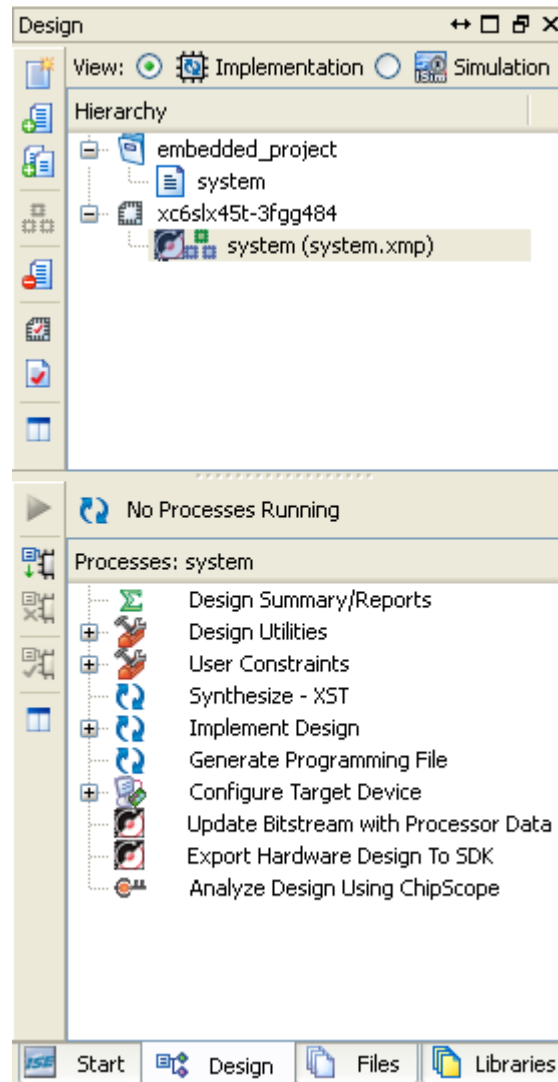 Design
View: Implementation Simulation
Hierarchy
embedded_project
system
xc6slx45t-3fgg484
system (system.xmp)
No Processes Running
Processes: system
Design Summary/Reports
Design Utilities
User Constraints
Synthesize - XST
Implement Design
Generate Programming File
Configure Target Device
Update Bitstream with Processor Data
Export Hardware Design To SDK
Analyze Design Using ChipScope
ISE Start Design Files Libraries